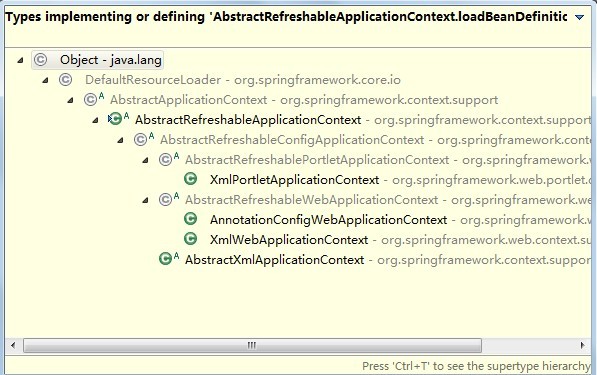 Types implementing or defining 'AbstractRefreshableApplicationContext.loadBeanDefinitic
Object - java.lang
DefaultResourceLoader - org.springframework.core.io
AbstractApplicationContext - org.springframework.context.support
AbstractRefreshableApplicationContext - org.springframework.context.support
AbstractRefreshableConfigApplicationContext - org.springframework.conte
AbstractRefreshablePortletApplicationContext - org.springframework.w
XmlPortletApplicationContext - org.springframework.web.portlet.c
AbstractRefreshableWebApplicationContext - org.springframework.we
AnnotationConfigWebApplicationContext - org.springframework.w
XmlWebApplicationContext - org.springframework.web.context.su
AbstractXmlApplicationContext - org.springframework.context.suppor
Press 'Ctrl+T' to see the supertype hierarchy